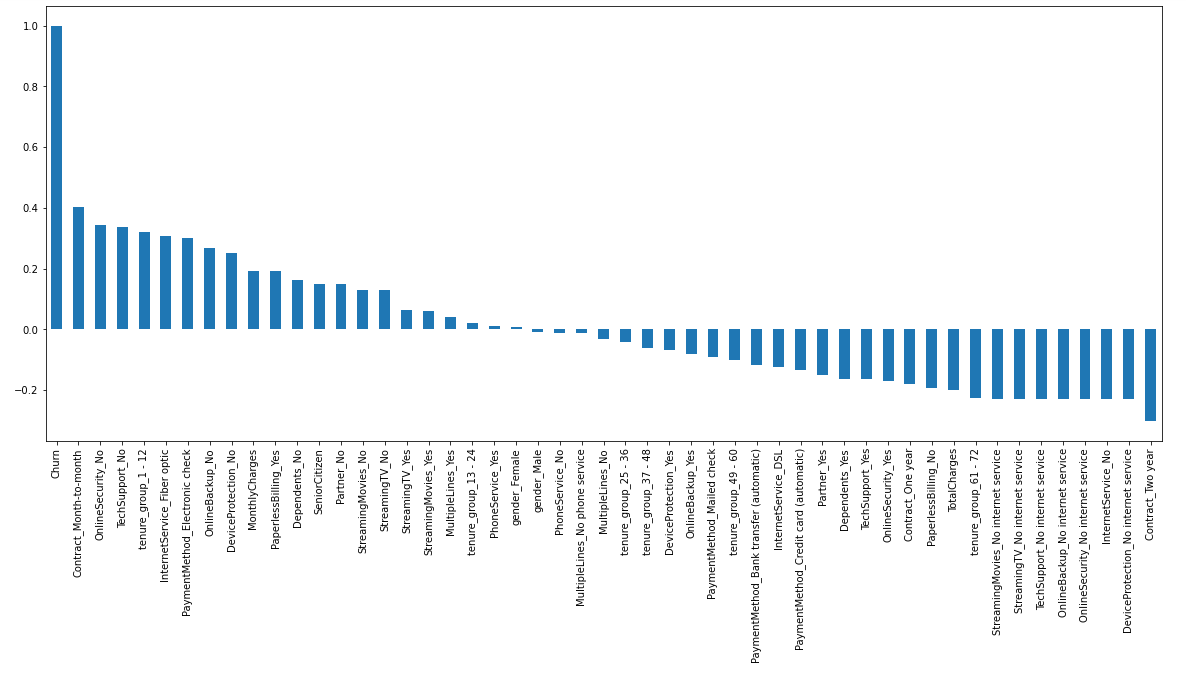 1.0
0.8
0.6
0.4
0.2
0.0
−0.2
Churn
Contract_Month-to-month
OnlineSecurity_No
TechSupport_No
tenure_group_1 - 12
InternetService_Fiber optic
PaymentMethod_Electronic check
OnlineBackup_No
DeviceProtection_No
MonthlyCharges
PaperlessBilling_Yes
Dependents_No
SeniorCitizen
Partner_No
StreamingMovies_No
StreamingTV_No
StreamingTV_Yes
StreamingMovies_Yes
MultipleLines_Yes
tenure_group_13 - 24
PhoneService_Yes
gender_Female
gender_Male
PhoneService_No
MultipleLines_No phone service
MultipleLines_No
tenure_group_25 - 36
tenure_group_37 - 48
DeviceProtection_Yes
OnlineBackup_Yes
PaymentMethod_Mailed check
tenure_group_49 - 60
PaymentMethod_Bank transfer (automatic)
InternetService_DSL
PaymentMethod_Credit card (automatic)
Partner_Yes
Dependents_Yes
TechSupport_Yes
OnlineSecurity_Yes
Contract_One year
PaperlessBilling_No
TotalCharges
tenure_group_61 - 72
StreamingMovies_No internet service
StreamingTV_No internet service
TechSupport_No internet service
OnlineBackup_No internet service
OnlineSecurity_No internet service
InternetService_No
DeviceProtection_No internet service
Contract_Two year